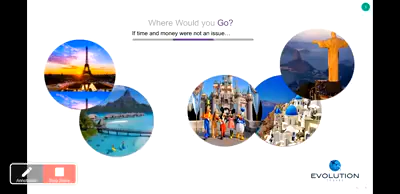 Where Would you Go?
If time and money were not an issue...
EVOLUTION